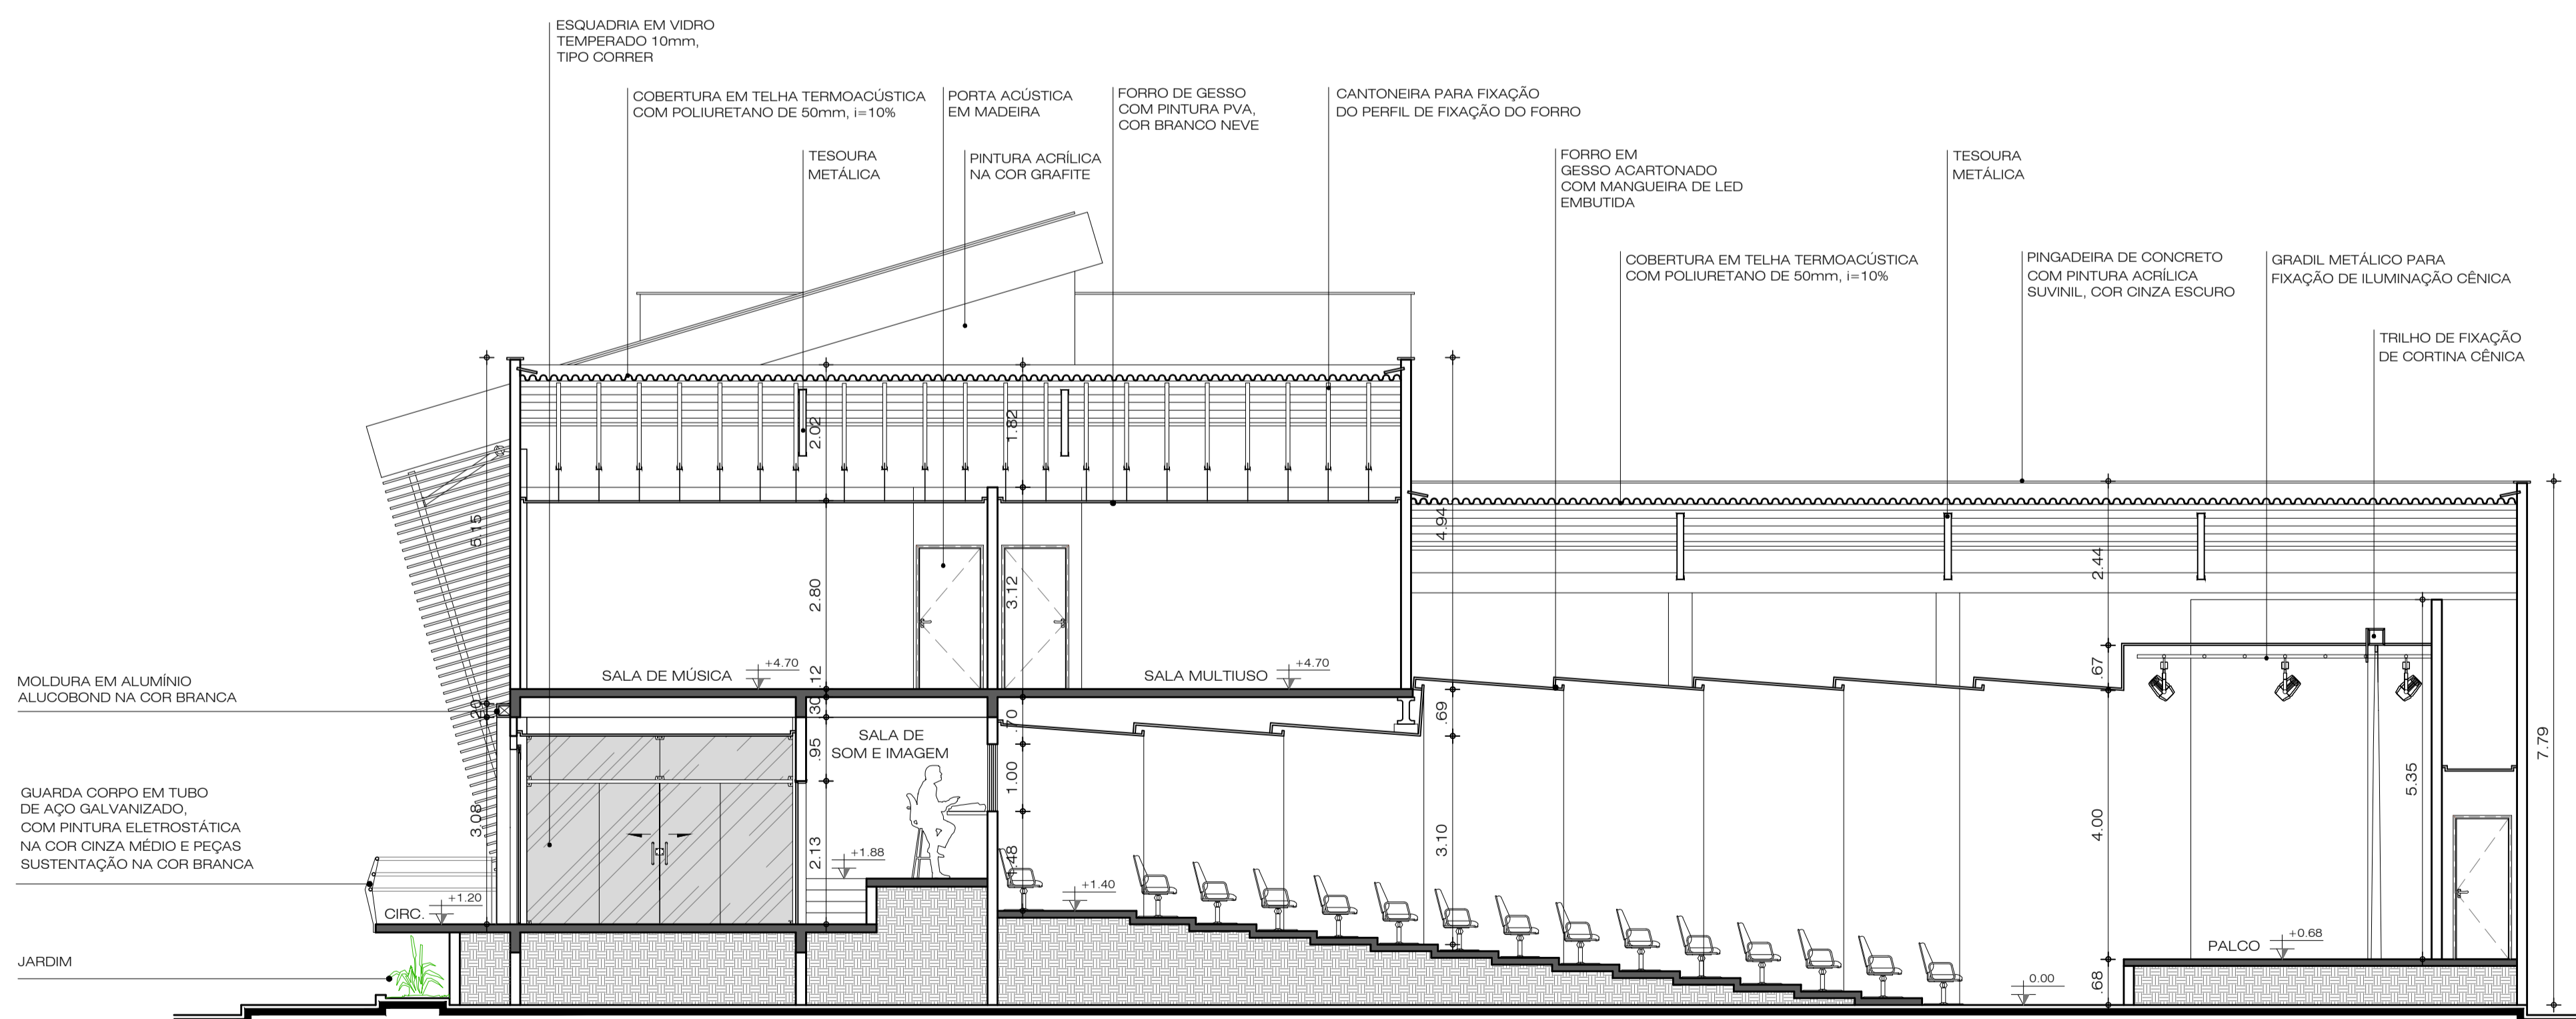 ESQUADRIA EM VIDRO
TEMPERADO 10mm,
TIPO CORRER
COBERTURA EM TELHA TERMOACÚSTICA
COM POLIURETANO DE 50mm, i=10%
PORTA ACÚSTICA
EM MADEIRA
FORRO DE GESSO
COM PINTURA PVA,
COR BRANCO NEVE
CANTONEIRA PARA FIXAÇÃO
DO PERFIL DE FIXAÇÃO DO FORRO
TESOURA
METÁLICA
PINTURA ACRÍLICA
NA COR GRAFITE
FORRO EM
GESSO ACARTONADO
COM MANGUEIRA DE LED
EMBUTIDA
TESOURA
METÁLICA
COBERTURA EM TELHA TERMOACÚSTICA
COM POLIURETANO DE 50mm, i=10%
PINGADEIRA DE CONCRETO
COM PINTURA ACRÍLICA
SUVINIL, COR CINZA ESCURO
GRADIL METÁLICO PARA
FIXAÇÃO DE ILUMINAÇÃO CÊNICA
TRILHO DE FIXAÇÃO
DE CORTINA CÊNICA
2.02
1.82
5.15
4.94
2.44
2.80
3.12
SALA DE MÚSICA
+4.70
.12
SALA MULTIUSO
+4.70
.67
MOLDURA EM ALUMÍNIO
ALUCOBOND NA COR BRANCA
.30
.70
.69
SALA DE
SOM E IMAGEM
.95
1.00
7.79
5.35
GUARDA CORPO EM TUBO
DE AÇO GALVANIZADO,
COM PINTURA ELETROSTÁTICA
NA COR CINZA MÉDIO E PEÇAS
SUSTENTAÇÃO NA COR BRANCA
3.08
2.13
+1.88
3.10
4.00
CIRC.
+1.20
+1.40
PALCO
+0.68
JARDIM
0.00
.68